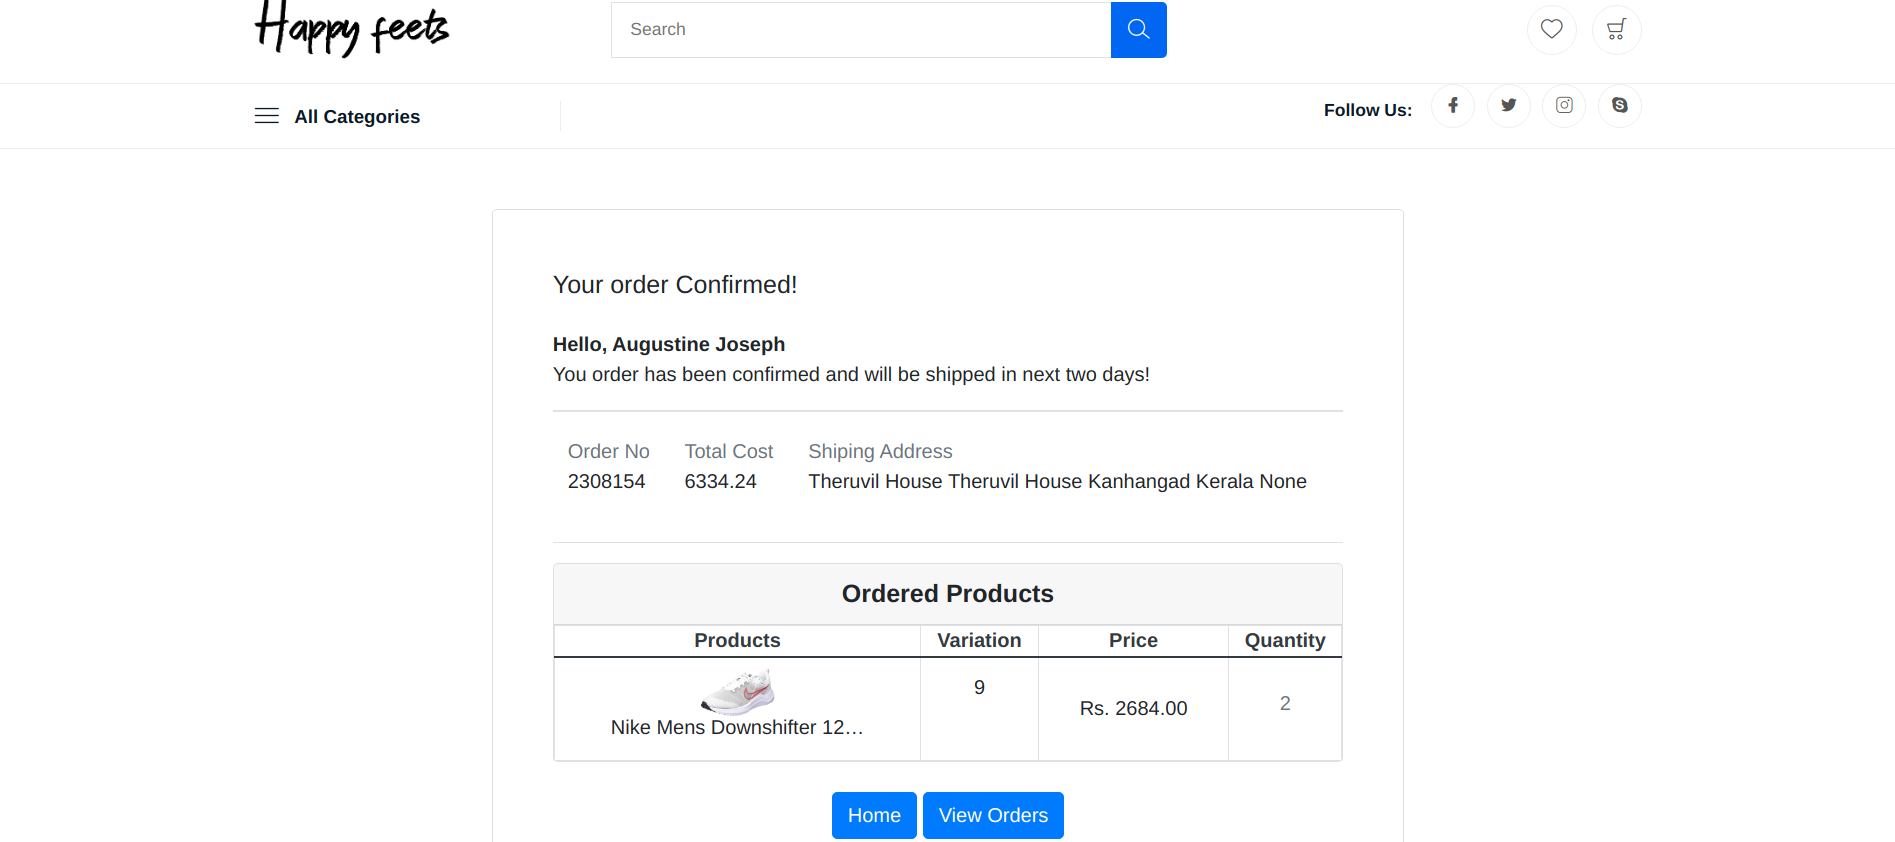 Happy feets
Search
All Categories
Follow Us:
Your order Confirmed!
Hello, Augustine Joseph
You order has been confirmed and will be shipped in next two days!
Order No Total Cost Shiping Address
2308154 6334.24 Theruvil House Theruvil House Kanhangad Kerala None
Ordered Products
Products Variation Price Quantity
9
Rs. 2684.00
2
Nike Mens Downshifter 12…
Home View Orders